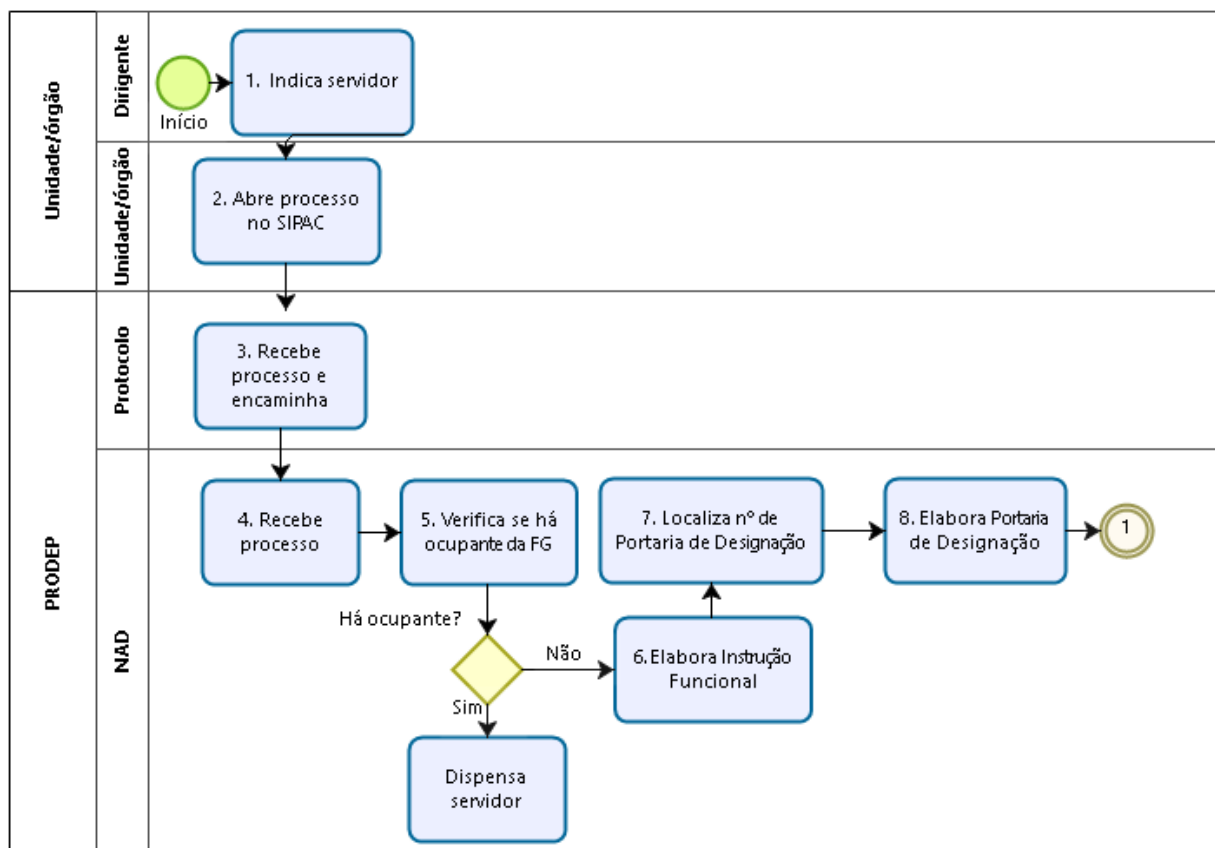 Unidade/órgão
Dirigente
Início
1. Indica servidor
Unidade/órgão
2. Abre processo
no SIPAC
PRODEP
Protocolo
3. Recebe
processo e
encaminha
NAD
4. Recebe
processo
5. Verifica se há
ocupante da FG
7. Localiza nº de
Portaria de Designação
8. Elabora Portaria
de Designação
1
Há ocupante?
Não
6. Elabora Instrução
Funcional
Sim
Dispensa
servidor